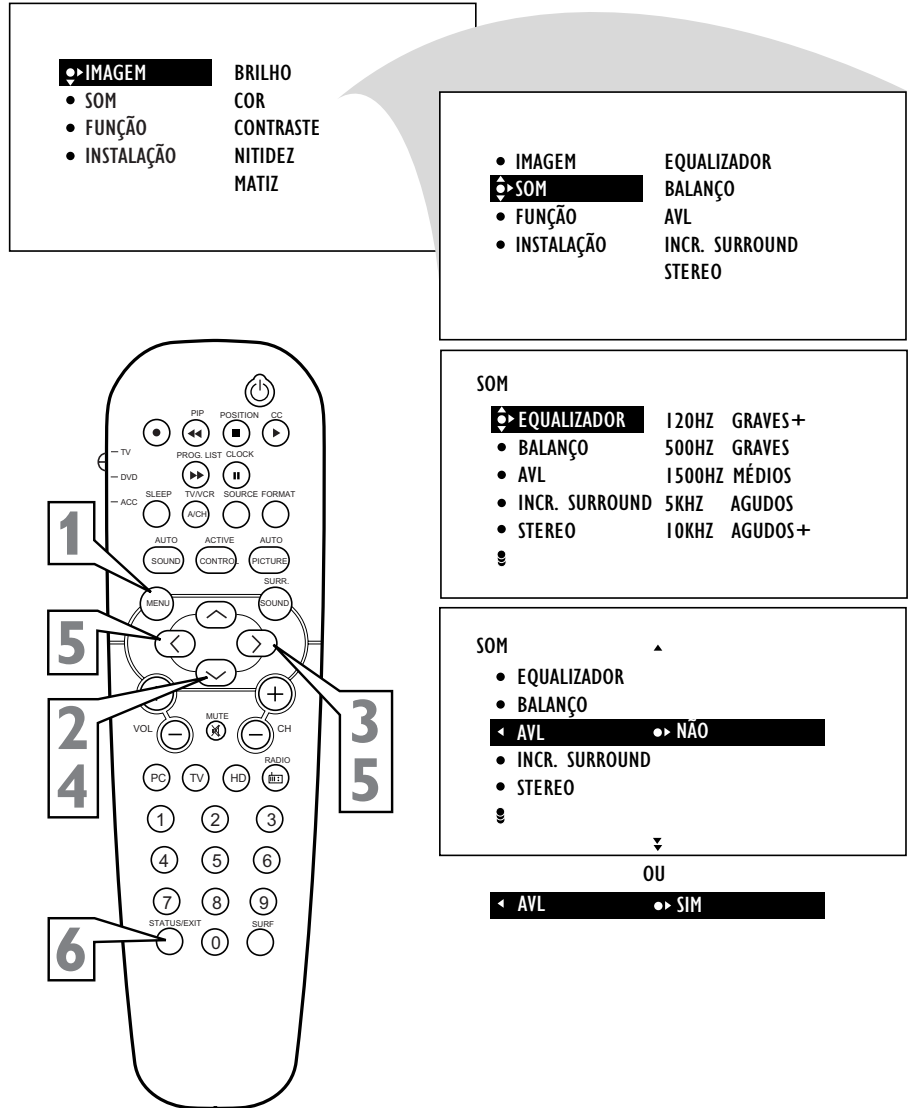 IMAGEM BRILHO
SOM COR
FUNÇÃO CONTRASTE
INSTALAÇÃO NITIDEZ
MATIZ
IMAGEM EQUALIZADOR
SOM BALANÇO
FUNÇÃO AVL
INSTALAÇÃO INCR. SURROUND
STEREO
SOM
EQUALIZADOR 120HZ GRAVES+
BALANÇO 500HZ GRAVES
AVL 1500HZ MÉDIOS
INCR. SURROUND 5KHZ AGUDOS
STEREO 10KHZ AGUDOS+
SOM
EQUALIZADOR
BALANÇO
AVL NÃO
INCR. SURROUND
STEREO
OU
AVL SIM
PIP POSITION CC
TV
PROG. LIST CLOCK
DVD
ACC
SLEEP TV/VCR SOURCE FORMAT
A/CH
AUTO ACTIVE AUTO
SOUND CONTROL PICTURE
SURR.
MENU SOUND
VOL MUTE CH
RADIO
PC TV HD
1 2 3
4 5 6
7 8 9
STATUS/EXIT SURF
0
1
5
2
4
3
5
6